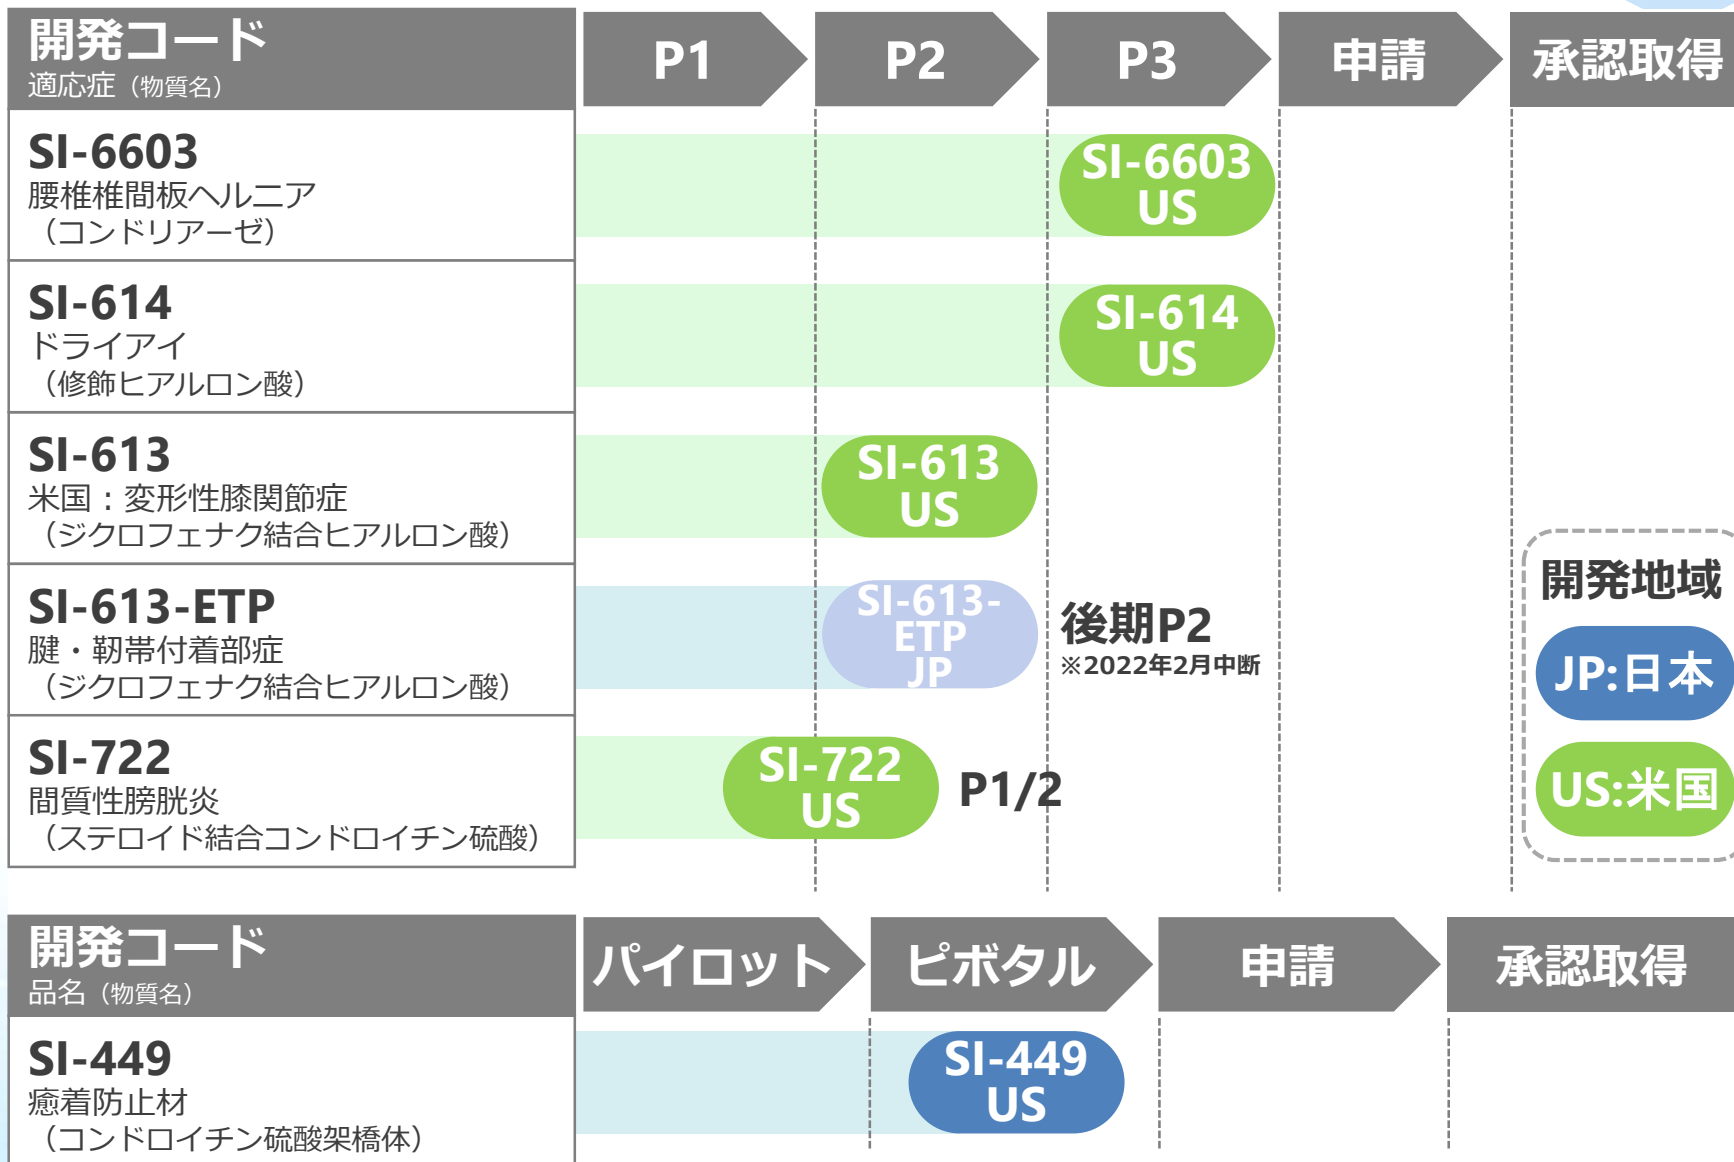 開発コード
適応症（物質名）
P1
P2
P3
申請
承認取得
SI-6603
腰椎椎間板ヘルニア
（コンドリアーゼ）
SI-6603
US
SI-614
ドライアイ
（修飾ヒアルロン酸）
SI-614
US
SI-613
米国：変形性膝関節症
（ジクロフェナク結合ヒアルロン酸）
SI-613
US
SI-613-ETP
腱・靭帯付着部症
（ジクロフェナク結合ヒアルロン酸）
SI-613-
ETP
JP
後期P2
※2022年2月中断
SI-722
間質性膀胱炎
（ステロイド結合コンドロイチン硫酸）
SI-722
US
P1/2
開発地域
JP:日本
US:米国
開発コード
品名（物質名）
パイロット
ピボタル
申請
承認取得
SI-449
癒着防止材
（コンドロイチン硫酸架橋体）
SI-449
US